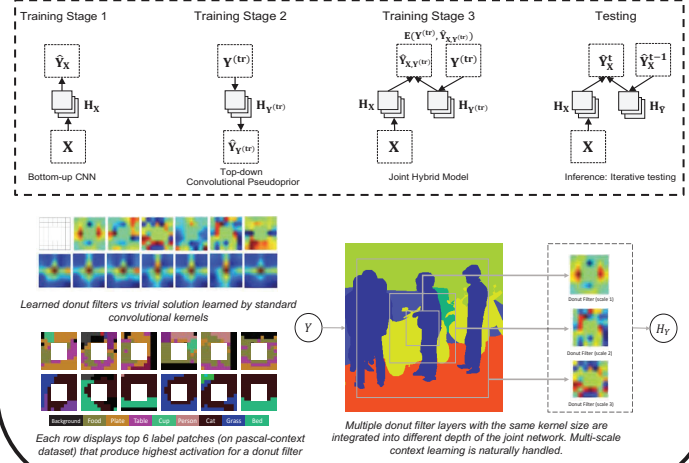 Training Stage 1
Training Stage 2
Training Stage 3
Testing
E(Y^(tr), Ŷ_X,Y^(tr))
Ŷ_X
Y^(tr)
Ŷ_X,Y^(tr)
Y^(tr)
Ŷ_X^t
Ŷ_X^t−1
H_X
H_Y^(tr)
H_X
H_Y^(tr)
H_X
H_Ŷ
X
Ŷ_Y^(tr)
X
X
Bottom-up CNN
Top-down
Convolutional Pseudoprior
Joint Hybrid Model
Inference: Iterative testing
Learned donut filters vs trivial solution learned by standard
convolutional kernels
Background Food Plate Table Cup Person Cat Grass Bed
Each row displays top 6 label patches (on pascal-context
dataset) that produce highest activation for a donut filter
Y
Donut Filter (scale 1)
Donut Filter (scale 2)
Donut Filter (scale 3)
H_Y
Multiple donut filter layers with the same kernel size are
integrated into different depth of the joint network. Multi-scale
context learning is naturally handled.